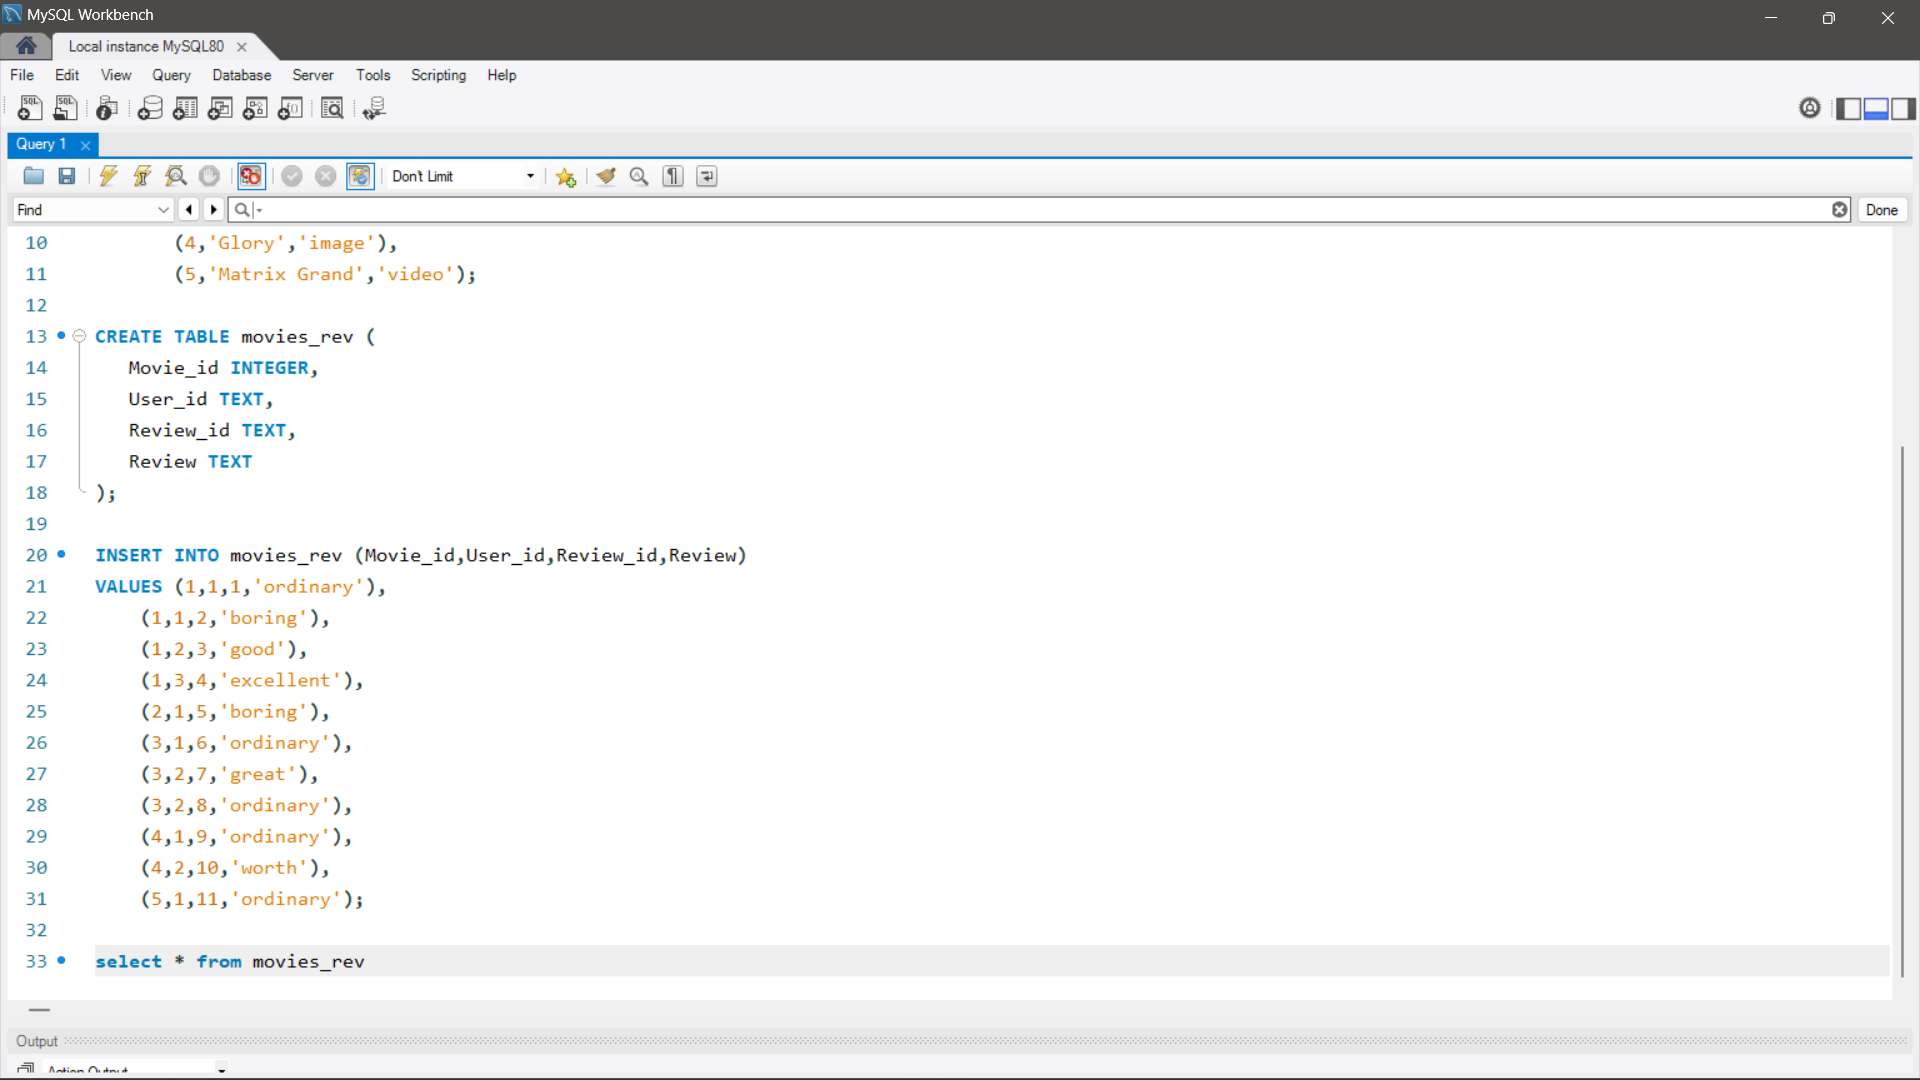 MySQL Workbench
Local instance MySQL80
File Edit View Query Database Server Tools Scripting Help
Query 1
Don't Limit
Find
Done
10 (4,'Glory','image'),
11 (5,'Matrix Grand','video');
12
13 CREATE TABLE movies_rev (
14 Movie_id INTEGER,
15 User_id TEXT,
16 Review_id TEXT,
17 Review TEXT
18 );
19
20 INSERT INTO movies_rev (Movie_id,User_id,Review_id,Review)
21 VALUES (1,1,1,'ordinary'),
22 (1,1,2,'boring'),
23 (1,2,3,'good'),
24 (1,3,4,'excellent'),
25 (2,1,5,'boring'),
26 (3,1,6,'ordinary'),
27 (3,2,7,'great'),
28 (3,2,8,'ordinary'),
29 (4,1,9,'ordinary'),
30 (4,2,10,'worth'),
31 (5,1,11,'ordinary');
32
33 select * from movies_rev
Output
Action Output